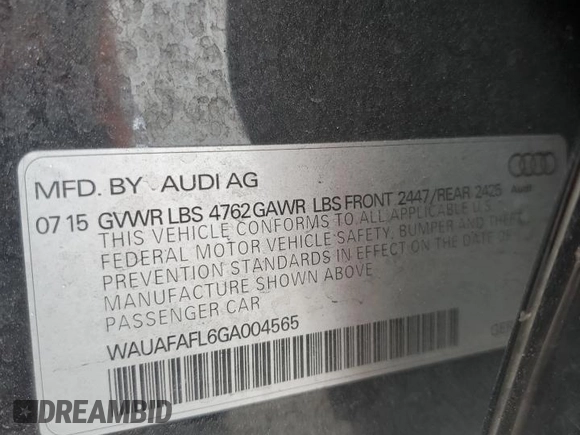 MFD. BY AUDI AG
07 15 GVWR LBS 4762 GAWR LBS FRONT 2447/REAR 2425
THIS VEHICLE CONFORMS TO ALL APPLICABLE U.S.
FEDERAL MOTOR VEHICLE SAFETY, BUMPER AND THEFT
PREVENTION STANDARDS IN EFFECT ON THE DATE OF
MANUFACTURE SHOWN ABOVE
PASSENGER CAR
WAUAFAFL6GA004565
Audi
DREAMBID